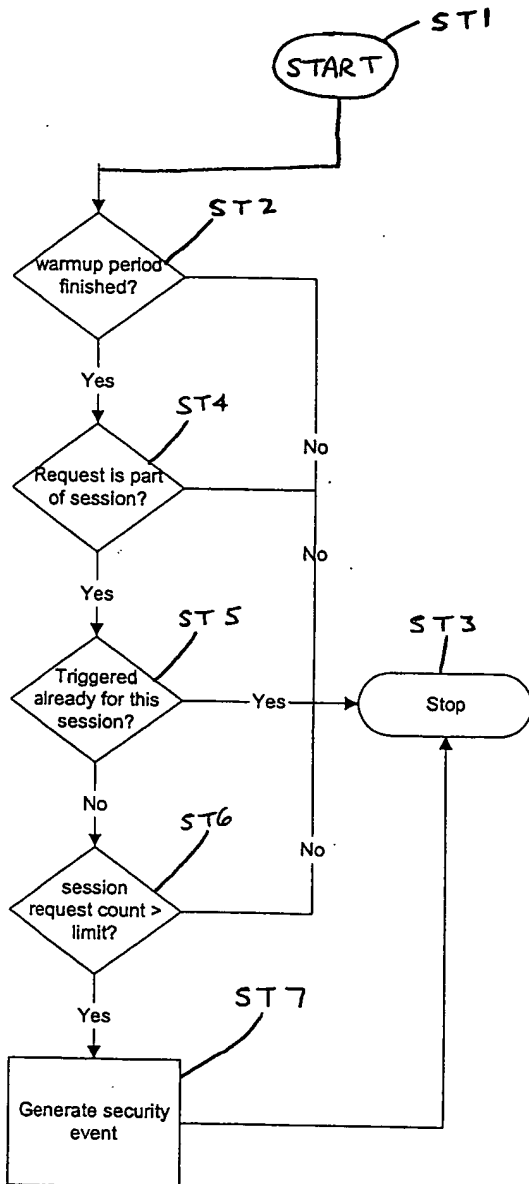 ST1
START
ST2
warmup period
finished?
Yes
ST4
No
Request is part
of session?
No
Yes
ST5
ST3
Triggered
already for this
session?
Yes
Stop
No
ST6
No
session
request count >
limit?
Yes
ST7
Generate security
event